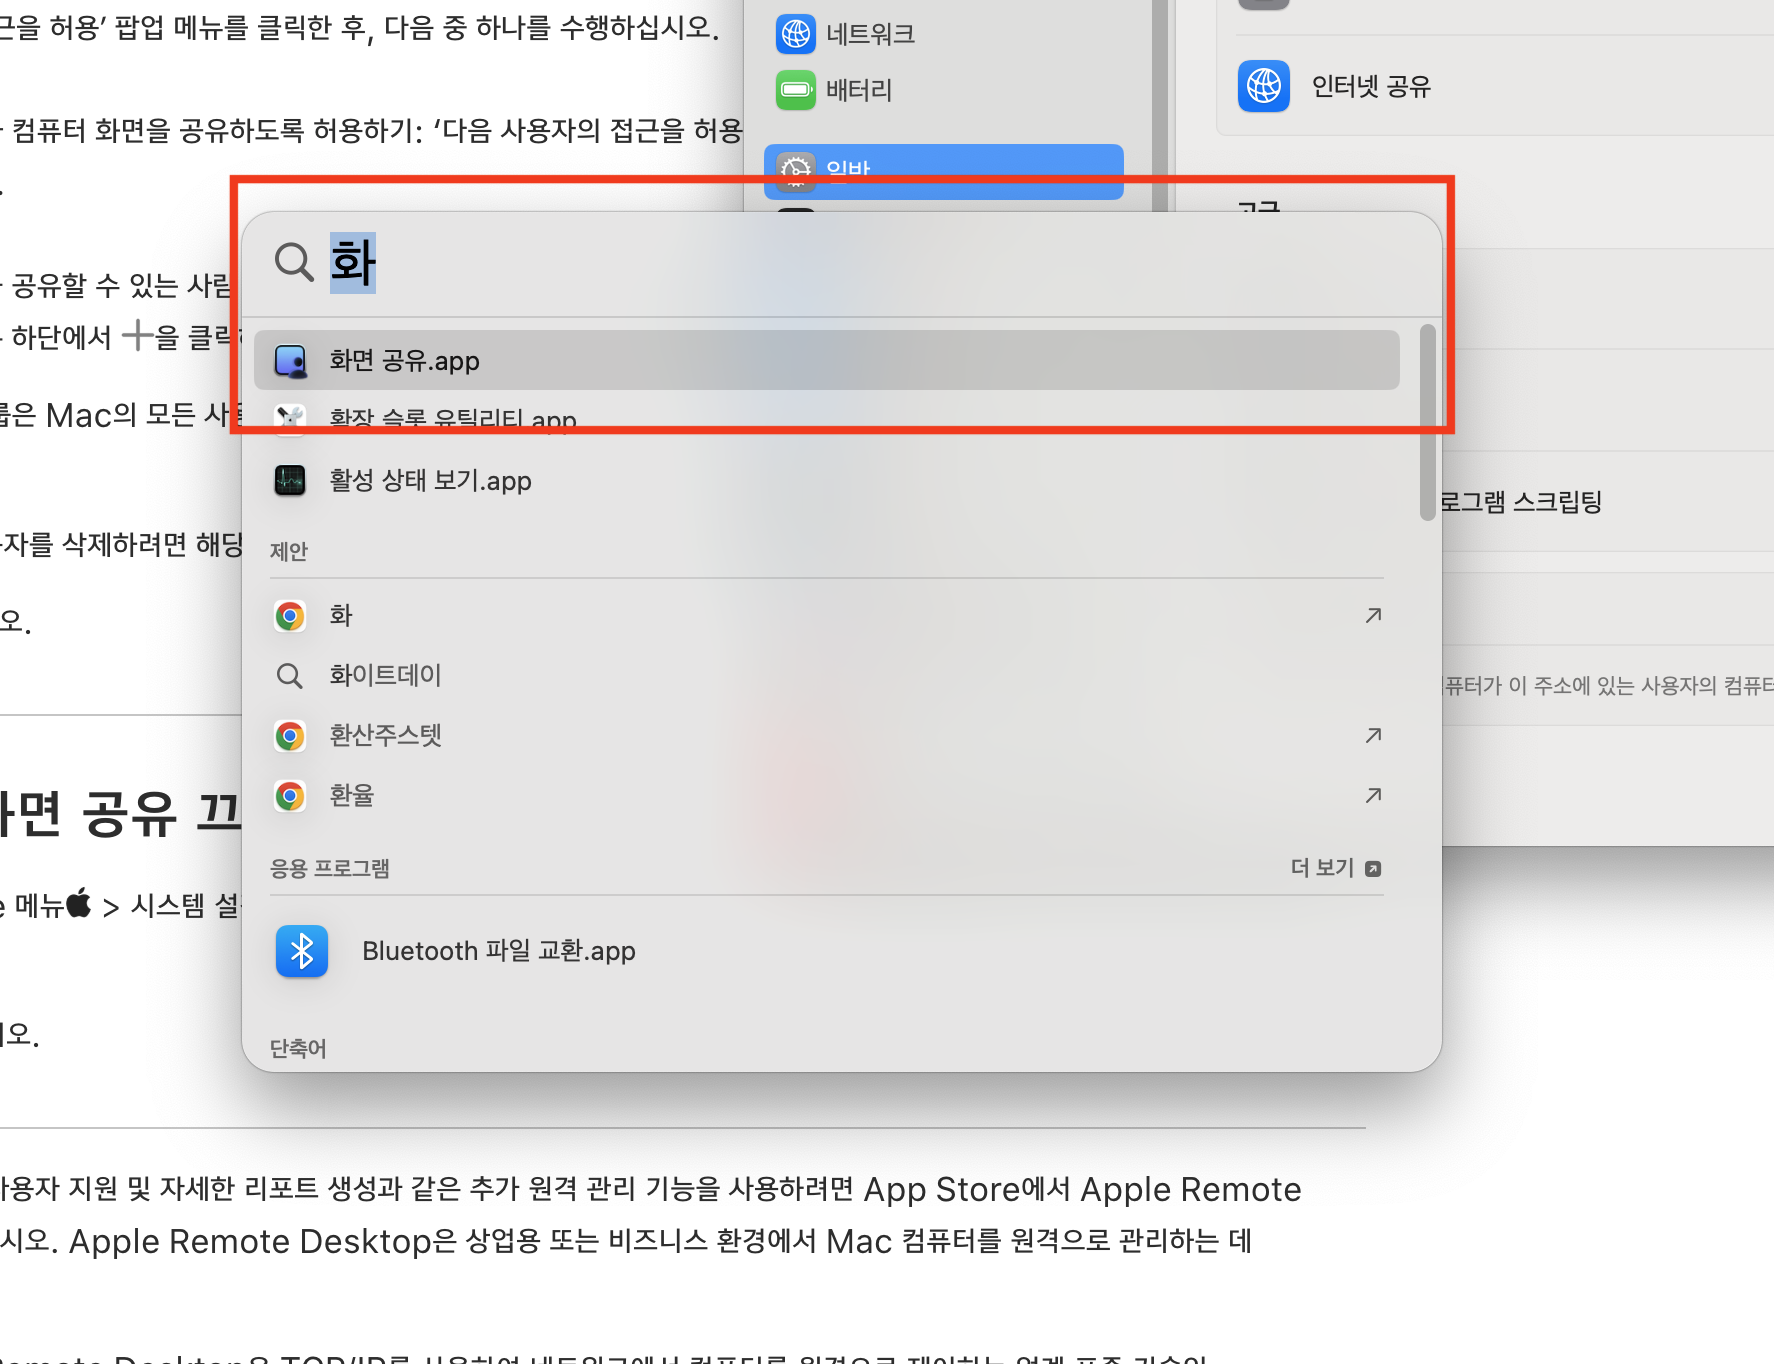 근을 허용’ 팝업 메뉴를 클릭한 후, 다음 중 하나를 수행하십시오.
컴퓨터 화면을 공유하도록 허용하기: ‘다음 사용자의 접근을 허용
공유할 수 있는 사람
하단에서 을 클릭
룹은 Mac의 모든 사용
자를 삭제하려면 해당
오.
화면 공유 끄
메뉴 > 시스템 설
오.
사용자 지원 및 자세한 리포트 생성과 같은 추가 원격 관리 기능을 사용하려면 App Store에서 Apple Remote
시오. Apple Remote Desktop은 상업용 또는 비즈니스 환경에서 Mac 컴퓨터를 원격으로 관리하는 데
네트워크
배터리
일반
인터넷 공유
고급
로그램 스크립팅
퓨터가 이 주소에 있는 사용자의 컴퓨터
화
화면 공유.app
확장 슬롯 유틸리티.app
활성 상태 보기.app
제안
화
화이트데이
환산주스텟
환율
응용 프로그램
더 보기
Bluetooth 파일 교환.app
단축어